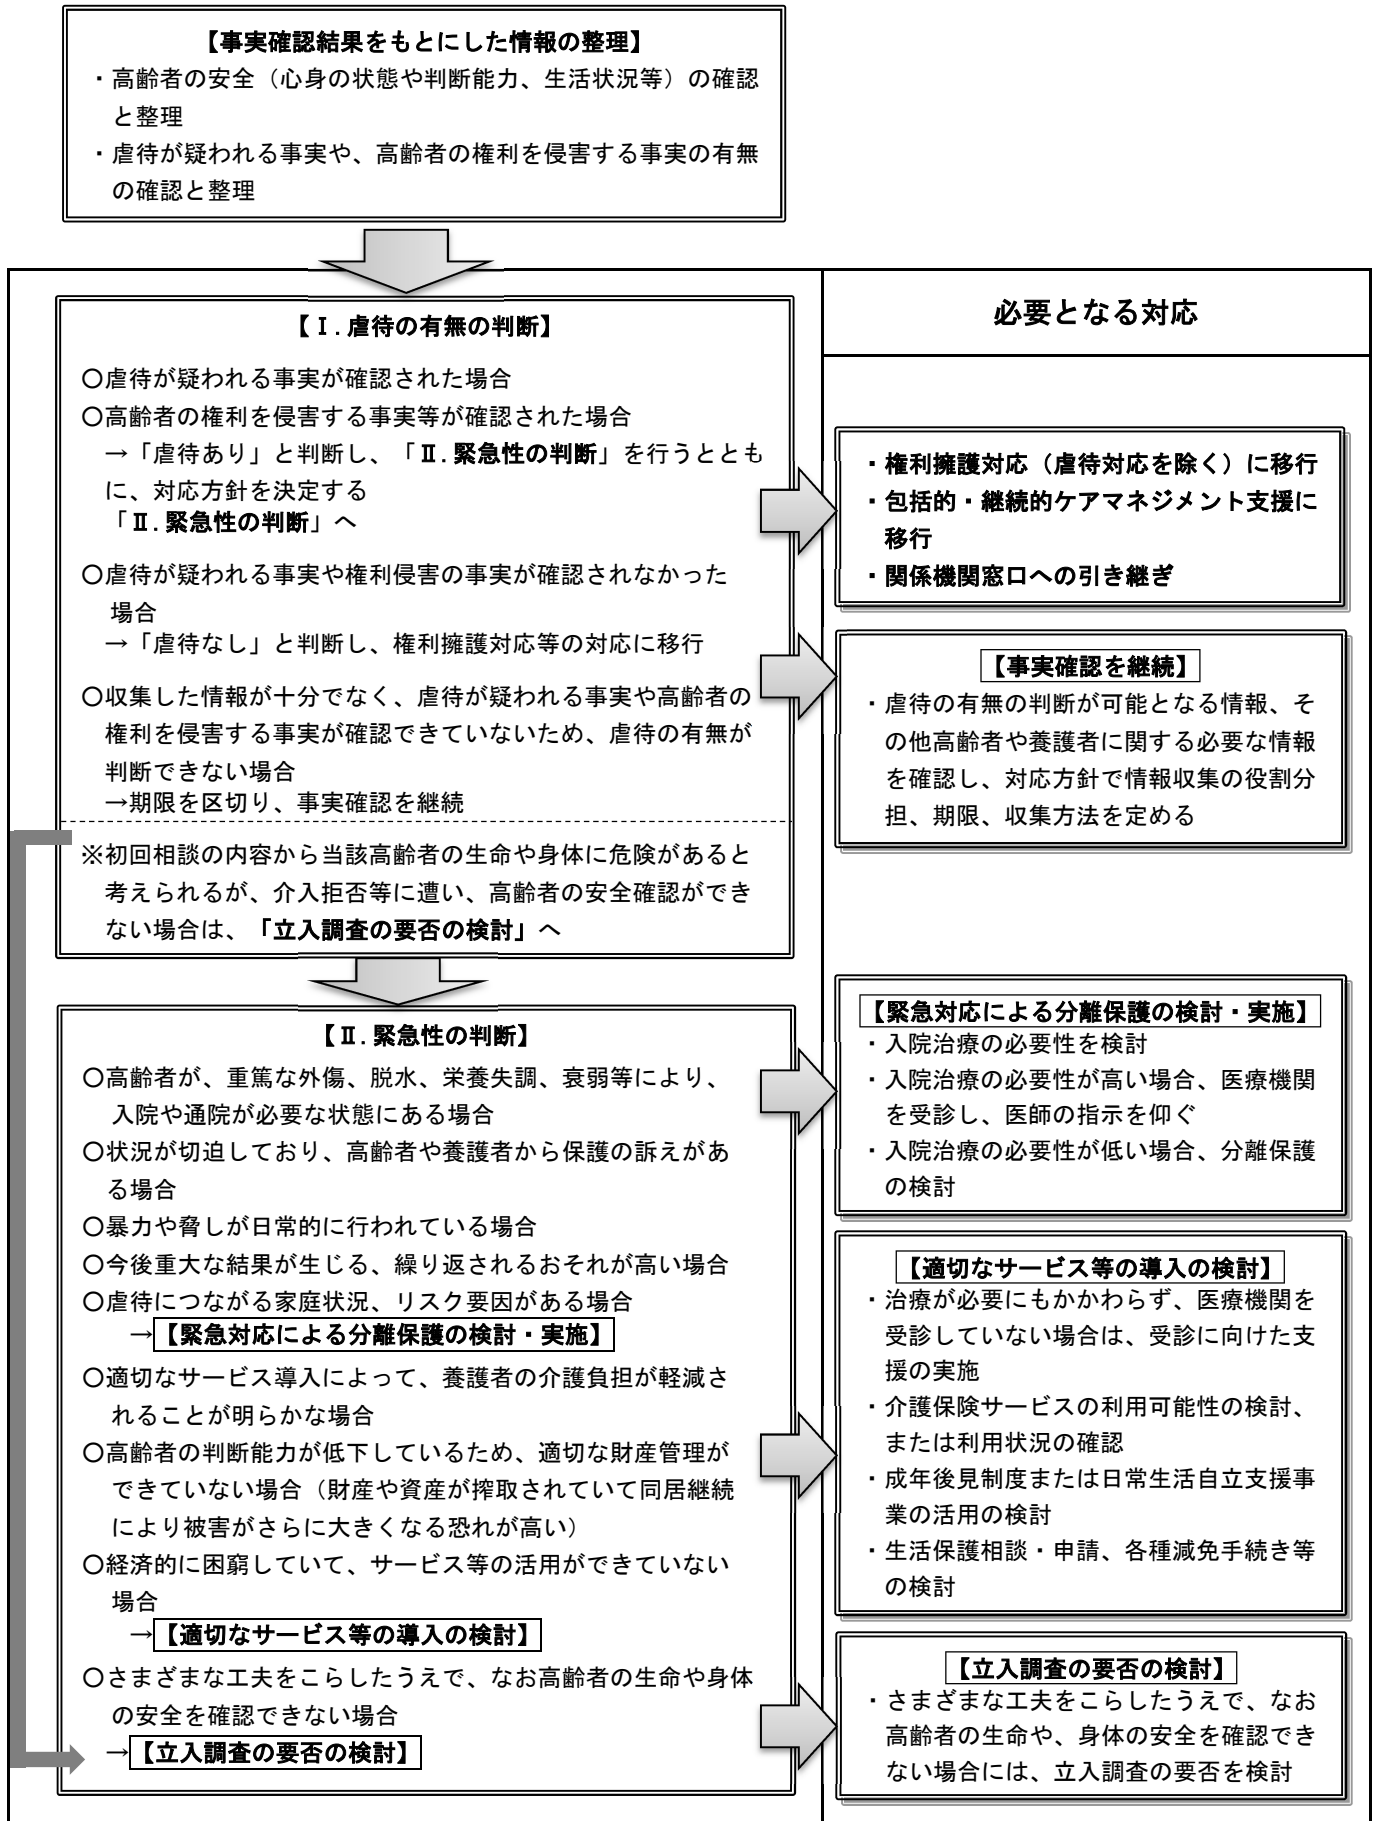 【事実確認結果をもとにした情報の整理】
・高齢者の安全（心身の状態や判断能力、生活状況等）の確認
と整理
・虐待が疑われる事実や、高齢者の権利を侵害する事実の有無
の確認と整理
【Ⅰ.虐待の有無の判断】
○虐待が疑われる事実が確認された場合
○高齢者の権利を侵害する事実等が確認された場合
→「虐待あり」と判断し、「Ⅱ.緊急性の判断」を行うととも
に、対応方針を決定する
「Ⅱ.緊急性の判断」へ
○虐待が疑われる事実や権利侵害の事実が確認されなかった
場合
→「虐待なし」と判断し、権利擁護対応等の対応に移行
○収集した情報が十分でなく、虐待が疑われる事実や高齢者の
権利を侵害する事実が確認できていないため、虐待の有無が
判断できない場合
→期限を区切り、事実確認を継続
※初回相談の内容から当該高齢者の生命や身体に危険があると
考えられるが、介入拒否等に遭い、高齢者の安全確認ができ
ない場合は、「立入調査の要否の検討」へ
【Ⅱ.緊急性の判断】
○高齢者が、重篤な外傷、脱水、栄養失調、衰弱等により、
入院や通院が必要な状態にある場合
○状況が切迫しており、高齢者や養護者から保護の訴えがあ
る場合
○暴力や脅しが日常的に行われている場合
○今後重大な結果が生じる、繰り返されるおそれが高い場合
○虐待につながる家庭状況、リスク要因がある場合
→【緊急対応による分離保護の検討・実施】
○適切なサービス導入によって、養護者の介護負担が軽減さ
れることが明らかな場合
○高齢者の判断能力が低下しているため、適切な財産管理が
できていない場合（財産や資産が搾取されていて同居継続
により被害がさらに大きくなる恐れが高い）
○経済的に困窮していて、サービス等の活用ができていない
場合
→【適切なサービス等の導入の検討】
○さまざまな工夫をこらしたうえで、なお高齢者の生命や身体
の安全を確認できない場合
→【立入調査の要否の検討】
必要となる対応
・権利擁護対応（虐待対応を除く）に移行
・包括的・継続的ケアマネジメント支援に
移行
・関係機関窓口への引き継ぎ
【事実確認を継続】
・虐待の有無の判断が可能となる情報、そ
の他高齢者や養護者に関する必要な情報
を確認し、対応方針で情報収集の役割分
担、期限、収集方法を定める
【緊急対応による分離保護の検討・実施】
・入院治療の必要性を検討
・入院治療の必要性が高い場合、医療機関
を受診し、医師の指示を仰ぐ
・入院治療の必要性が低い場合、分離保護
の検討
【適切なサービス等の導入の検討】
・治療が必要にもかかわらず、医療機関を
受診していない場合は、受診に向けた支
援の実施
・介護保険サービスの利用可能性の検討、
または利用状況の確認
・成年後見制度または日常生活自立支援事
業の活用の検討
・生活保護相談・申請、各種減免手続き等
の検討
【立入調査の要否の検討】
・さまざまな工夫をこらしたうえで、なお
高齢者の生命や、身体の安全を確認でき
ない場合には、立入調査の要否を検討